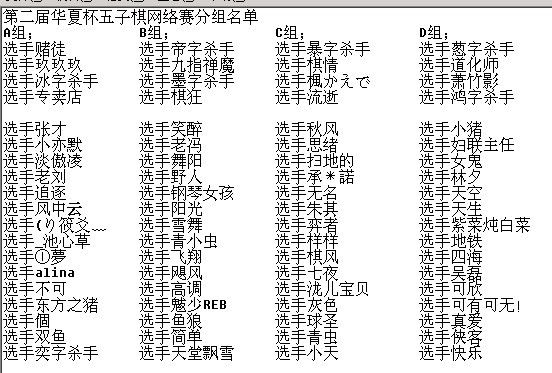 第二届华夏杯五子棋网络赛分组名单
A组； B组； C组； D组；
选手赌徒 选手帝字杀手 选手暴字杀手 选手葱字杀手
选手玖玖玖 选手九指禅魔 选手棋情 选手道化师
选手冰字杀手 选手墨字杀手 选手楓かえで 选手萧竹影
选手专卖店 选手棋狂 选手流逝 选手鸿字杀手
选手张才 选手笑醉 选手秋风 选手小猪
选手小亦默 选手老冯 选手思绪 选手妇联主任
选手淡傲凌 选手舞阳 选手扫地的 选手女鬼
选手老刘 选手野人 选手承＊諾 选手林夕
选手追逐 选手钢琴女孩 选手无名 选手天空
选手风中云 选手阳光 选手朱其 选手天生
选手(り筱爻﹏ 选手雪舞 选手弈者 选手紫菜炖白菜
选手_池心草 选手青小虫 选手样样 选手地铁
选手①夢 选手飞翔 选手棋风 选手四海
选手alina 选手飓风 选手七夜 选手吴磊
选手不可 选手高调 选手泷儿宝贝 选手可欣
选手东方之猪 选手魅少REB 选手灰色 选手可有可无!
选手個 选手鱼狼 选手球圣 选手真爱
选手双鱼 选手简单 选手青虫 选手侠客
选手奕字杀手 选手天堂飘雪 选手小天 选手快乐